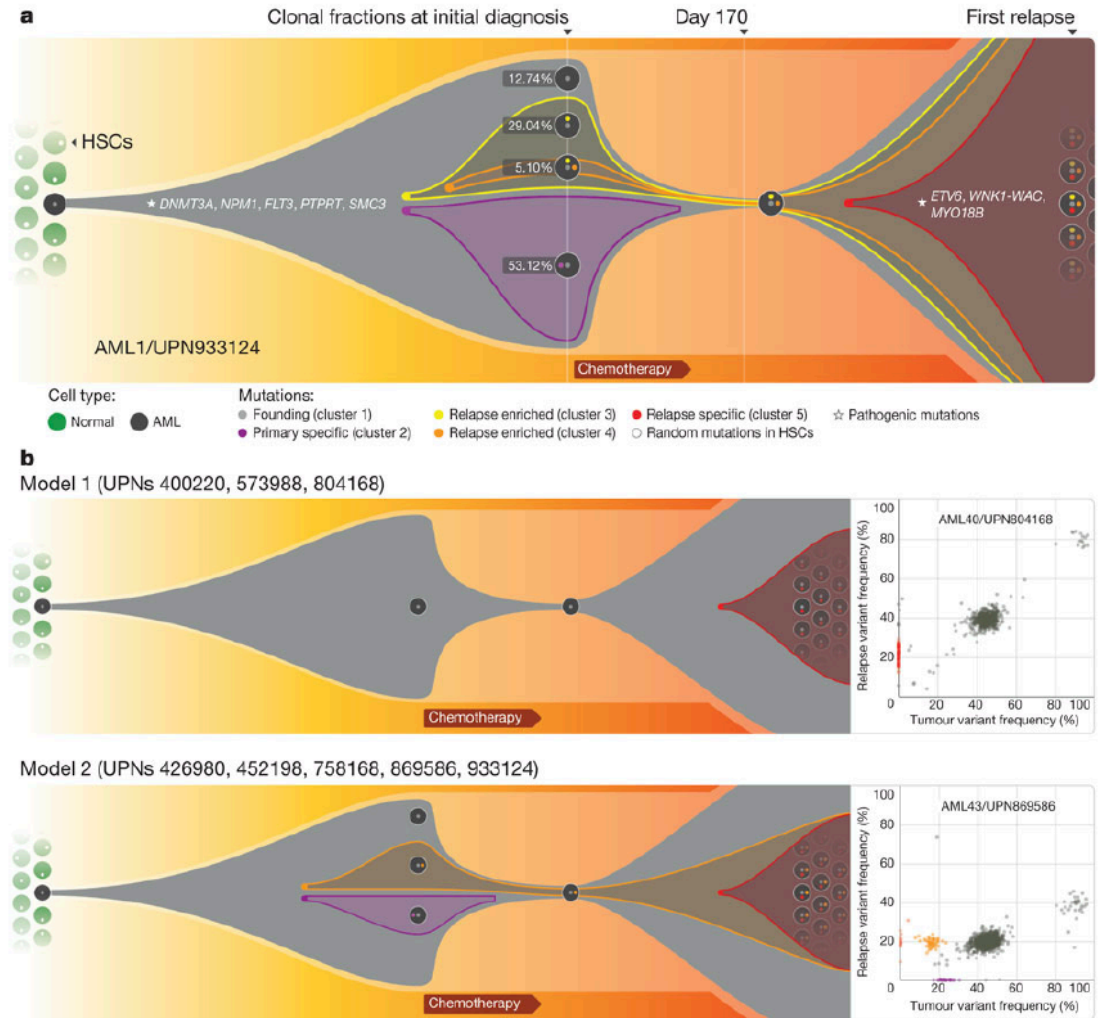 a
Clonal fractions at initial diagnosis
Day 170
First relapse
HSCs
12.74%
29.04%
5.10%
53.12%
DNMT3A, NPM1, FLT3, PTPRT, SMC3
ETV6, WNK1-WAC,
MYO18B
AML1/UPN933124
Chemotherapy
Cell type:
Normal
AML
Mutations:
Founding (cluster 1)
Primary specific (cluster 2)
Relapse enriched (cluster 3)
Relapse enriched (cluster 4)
Relapse specific (cluster 5)
Random mutations in HSCs
Pathogenic mutations
b
Model 1 (UPNs 400220, 573988, 804168)
Chemotherapy
AML40/UPN804168
Relapse variant frequency (%)
100
80
60
40
20
0
20 40 60 80 100
Tumour variant frequency (%)
Model 2 (UPNs 426980, 452198, 758168, 869586, 933124)
Chemotherapy
AML43/UPN869586
Relapse variant frequency (%)
100
80
60
40
20
0
20 40 60 80 100
Tumour variant frequency (%)